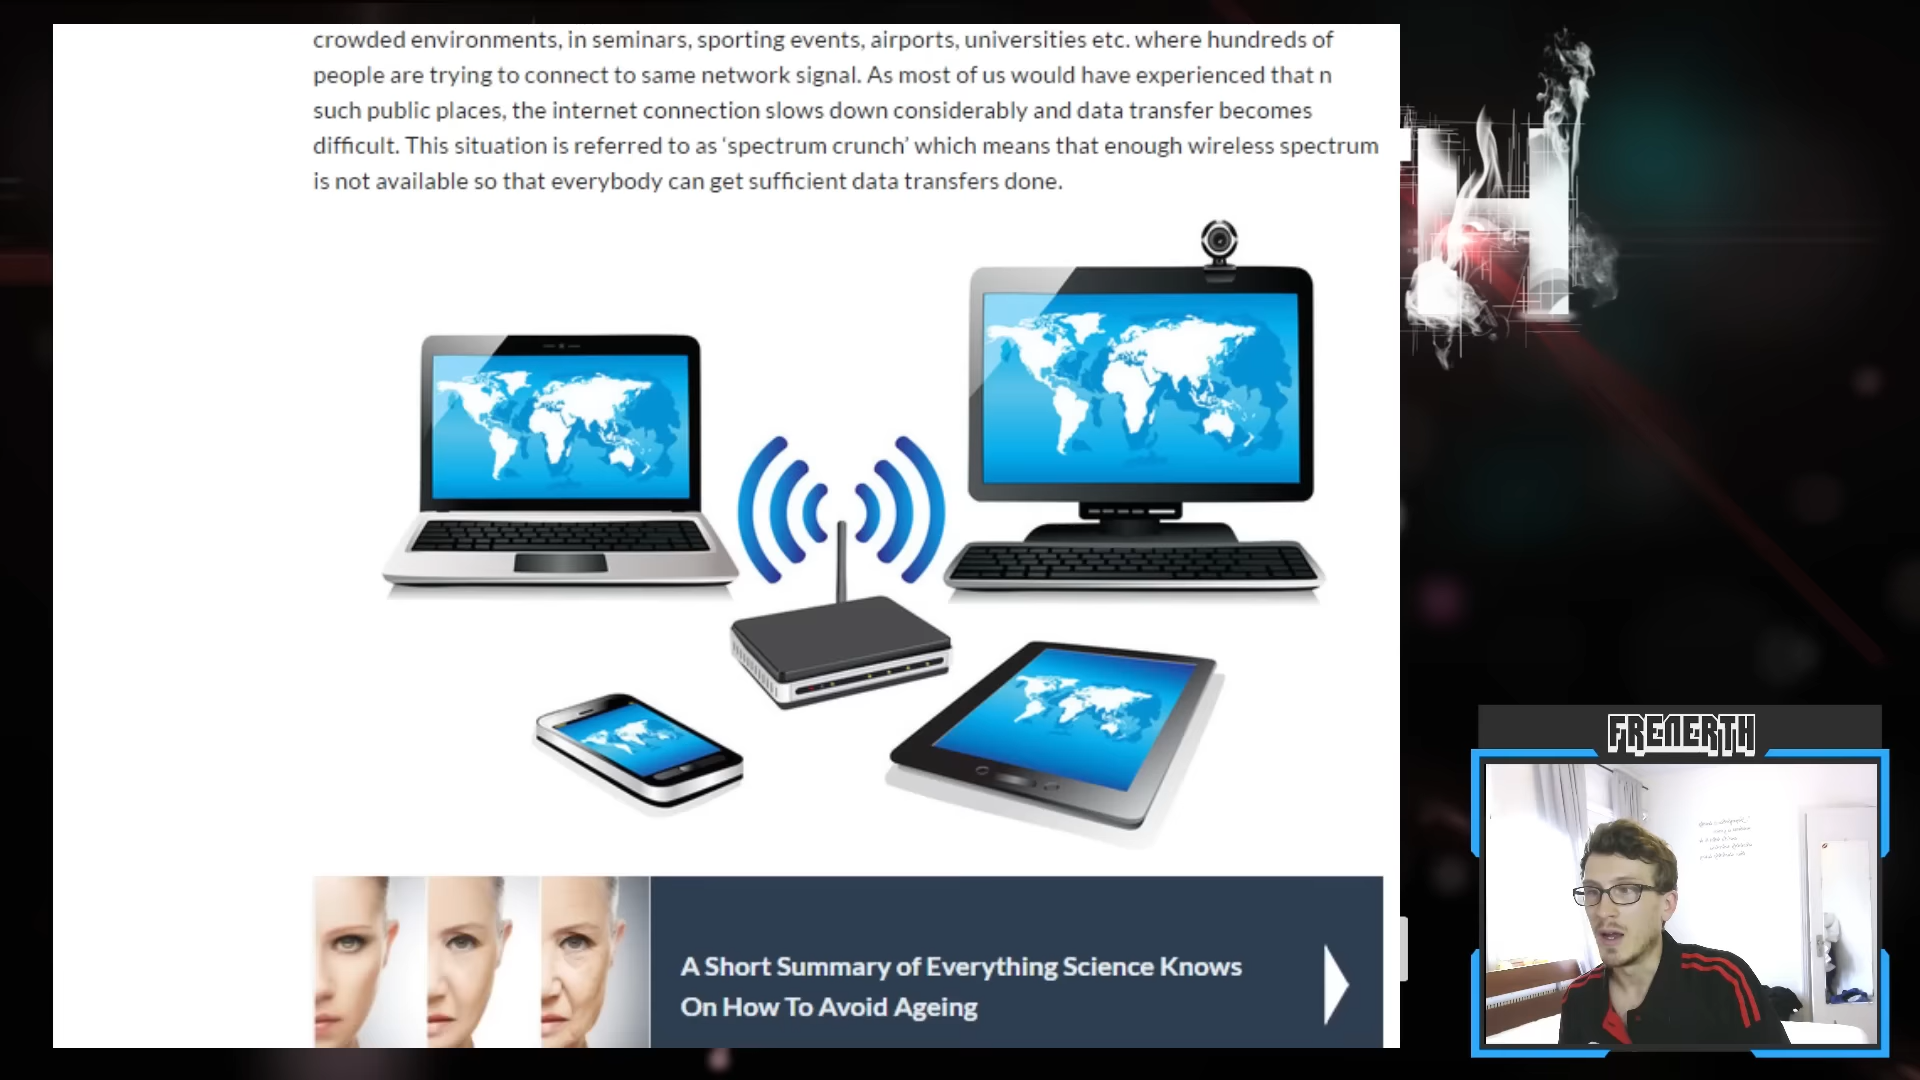 crowded environments, in seminars, sporting events, airports, universities etc. where hundreds of
people are trying to connect to same network signal. As most of us would have experienced that n
such public places, the internet connection slows down considerably and data transfer becomes
difficult. This situation is referred to as ‘spectrum crunch’ which means that enough wireless spectrum
is not available so that everybody can get sufficient data transfers done.
H
FRENERTH
A Short Summary of Everything Science Knows
On How To Avoid Ageing